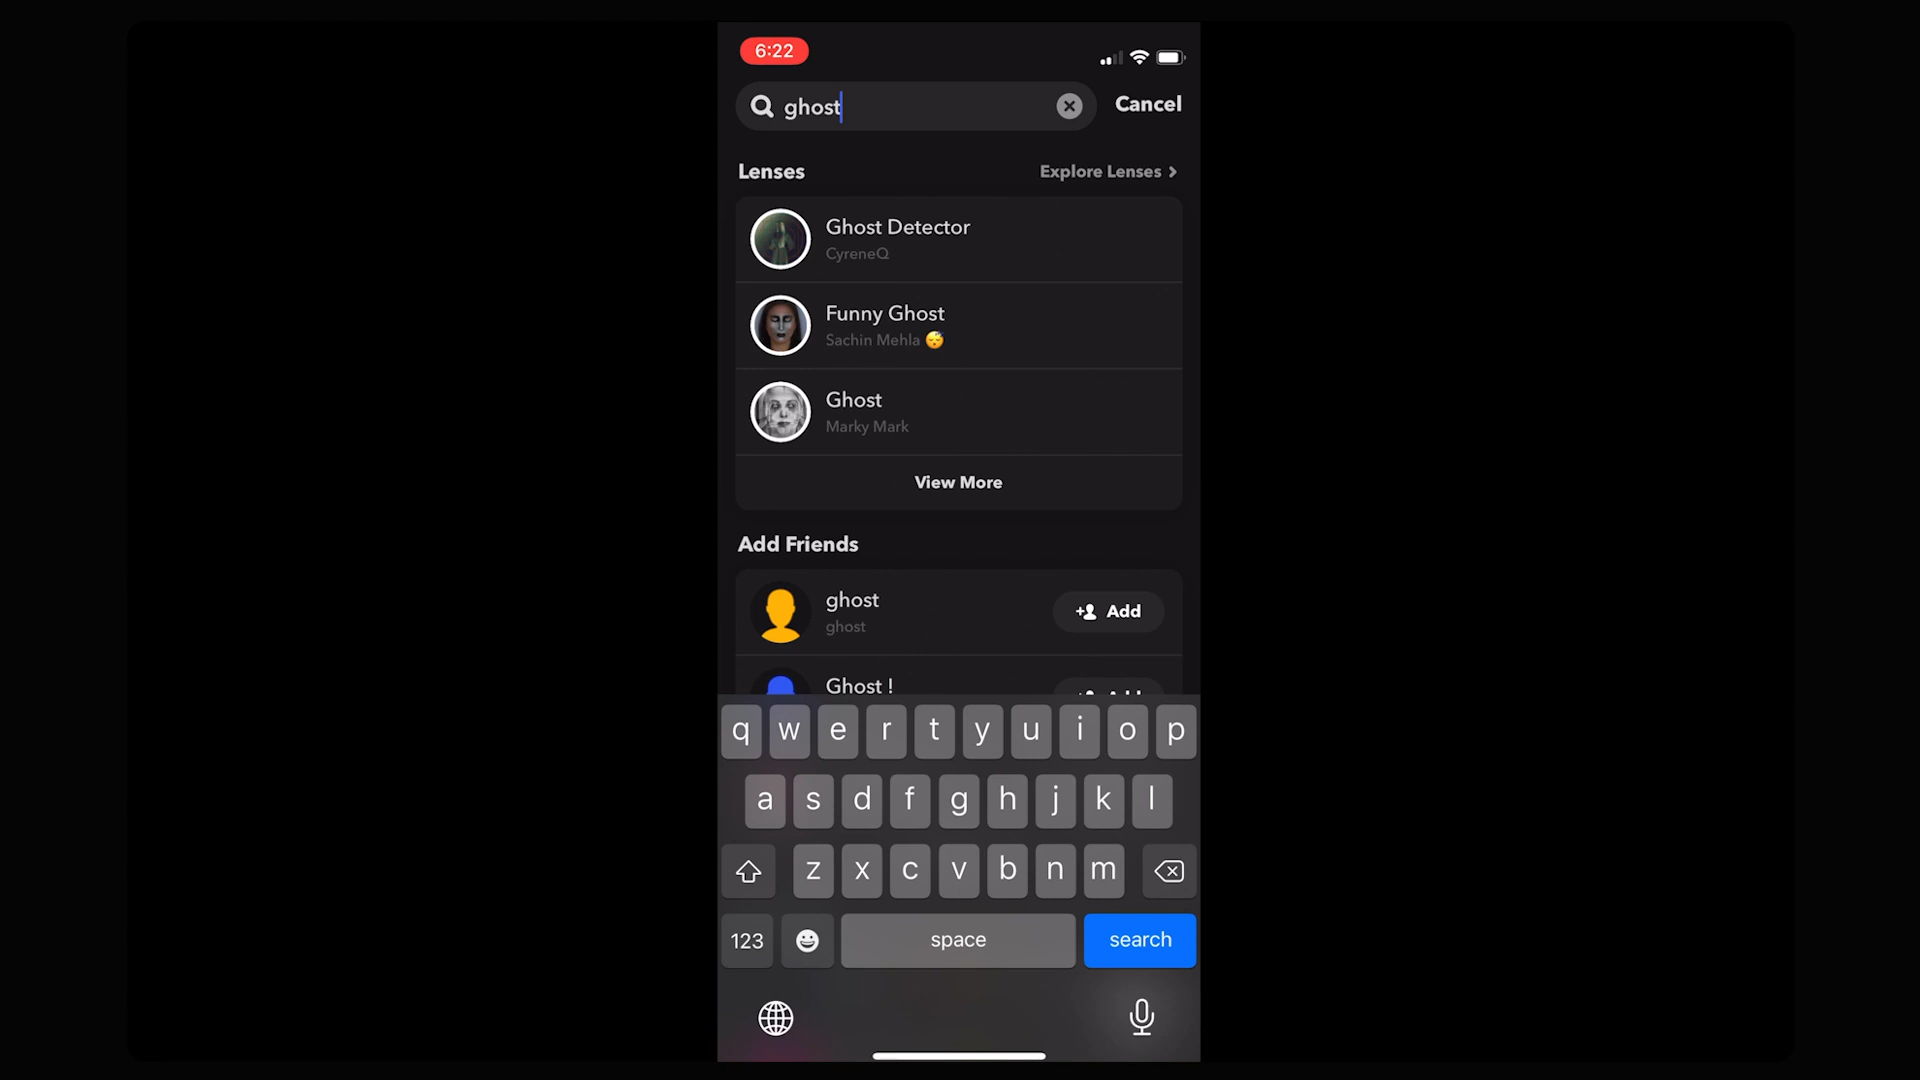 6:22
ghost
Cancel
Lenses
Explore Lenses >
Ghost Detector
CyreneQ
Funny Ghost
Sachin Mehla 😴
Ghost
Marky Mark
View More
Add Friends
ghost
ghost
Add
Ghost !
Add
q w e r t y u i o p
a s d f g h j k l
z x c v b n m
123
space
search